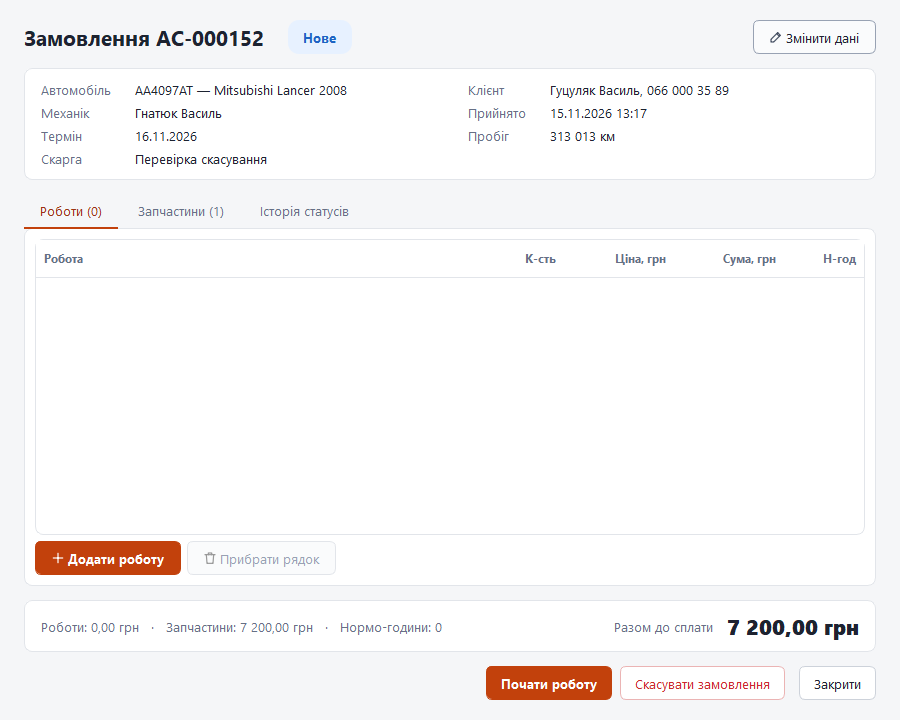 Замовлення АС-000152
Нове
Змінити дані
Автомобіль AA4097AT — Mitsubishi Lancer 2008
Клієнт Гуцуляк Василь, 066 000 35 89
Механік Гнатюк Василь
Прийнято 15.11.2026 13:17
Термін 16.11.2026
Пробіг 313 013 км
Скарга Перевірка скасування
Роботи (0) Запчастини (1) Історія статусів
Робота К-сть Ціна, грн Сума, грн Н-год
Додати роботу Прибрати рядок
Роботи: 0,00 грн · Запчастини: 7 200,00 грн · Нормо-години: 0
Разом до сплати 7 200,00 грн
Почати роботу Скасувати замовлення Закрити